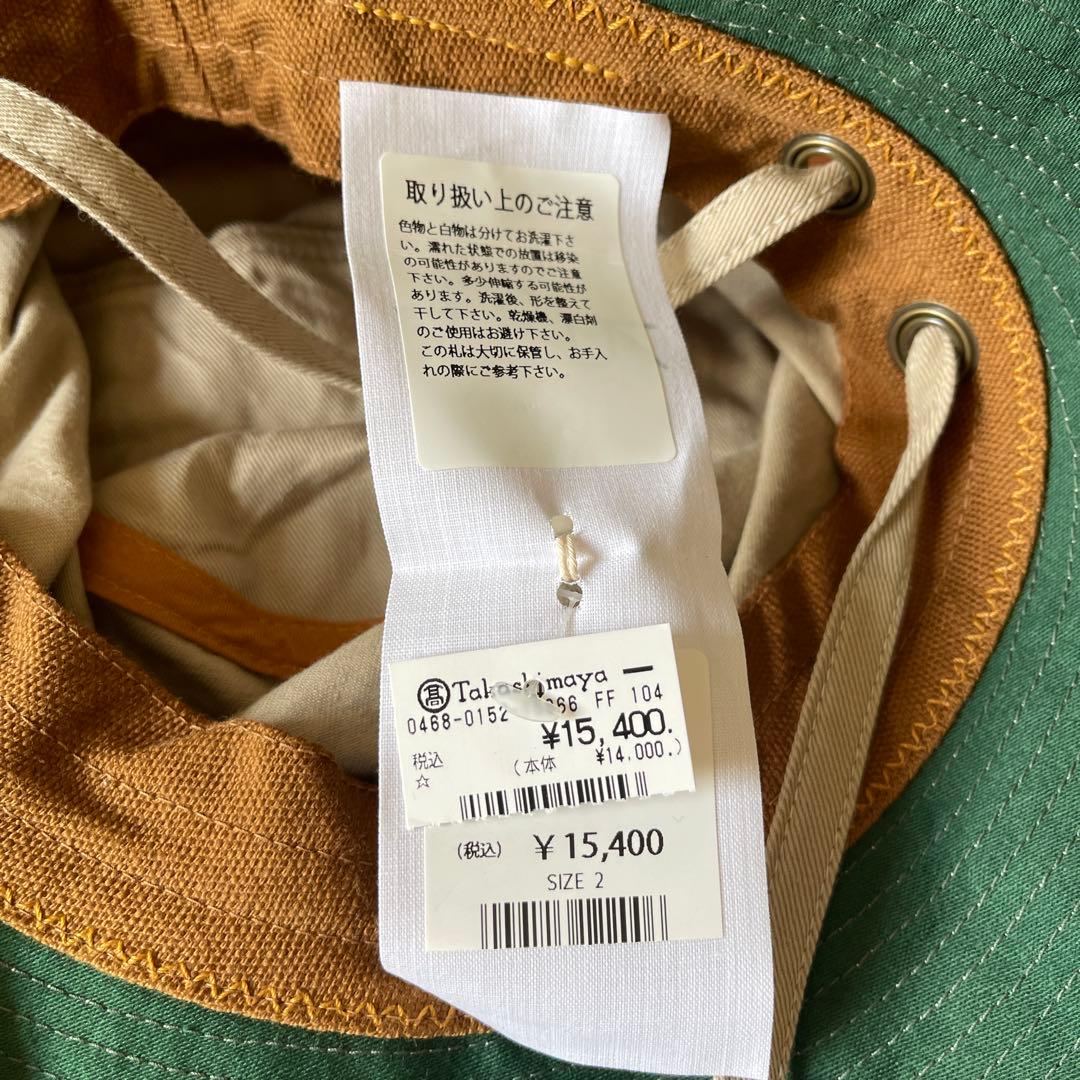 取り扱い上のご注意
色物と白物は分けてお洗濯下さ
い。濡れた状態での放置は移染
の可能性がありますのでご注意
下さい。多少伸縮する可能性が
あります。洗濯後、形を整えて
干して下さい。乾燥機、漂白剤
のご使用はお避け下さい。
この札は大切に保管し、お手入
れの際にご参考下さい。
髙 Takashimaya
0468-0152 FF 104
¥15,400.
税込 (本体 ¥14,000.)
☆
(税込) ¥15,400
SIZE 2